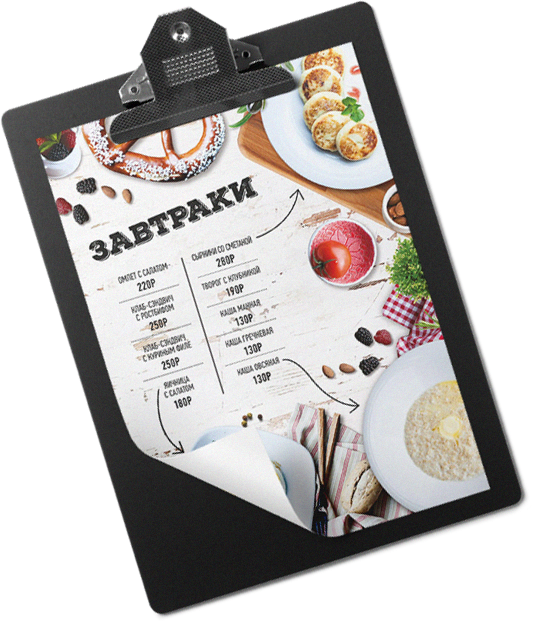 ЗАВТРАКИ
ОМЛЕТ С САЛАТОМ
220Р
КЛАБ-СЭНДВИЧ
С РОСТБИФОМ
250Р
КЛАБ-СЭНДВИЧ
С КУРИНЫМ ФИЛЕ
250Р
ЯИЧНИЦА
С САЛАТОМ
180Р
СЫРНИКИ СО СМЕТАНОЙ
280Р
ТВОРОГ С КЛУБНИКОЙ
190Р
КАША МАННАЯ
130Р
КАША ГРЕЧНЕВАЯ
130Р
КАША ОВСЯНАЯ
130Р